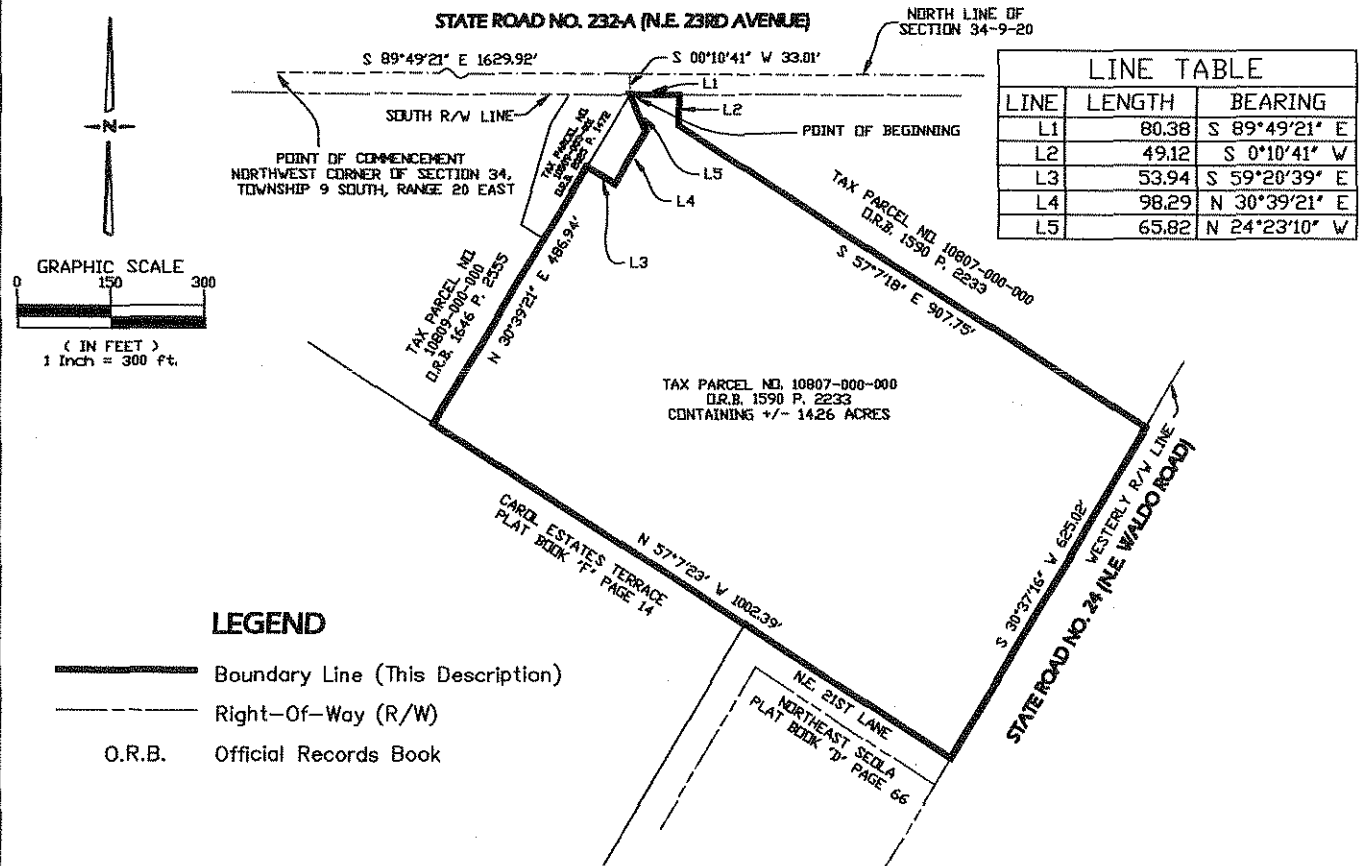 STATE ROAD NO. 232-A (N.E. 23RD AVENUE)
NORTH LINE OF
SECTION 34-9-20
S 89°49'21" E 1629.92'
S 00°10'41" W 33.01'
L1
L2
SOUTH R/W LINE
POINT OF BEGINNING
POINT OF COMMENCEMENT
NORTHWEST CORNER OF SECTION 34,
TOWNSHIP 9 SOUTH, RANGE 20 EAST
TAX PARCEL NO.
P. 1472
L5
L4
L3
LINE TABLE
LINE LENGTH BEARING
L1 80.38 S 89°49'21" E
L2 49.12 S 0°10'41" W
L3 53.94 S 59°20'39" E
L4 98.29 N 30°39'21" E
L5 65.82 N 24°23'10" W
N
GRAPHIC SCALE
0 150 300
( IN FEET )
1 Inch = 300 ft.
TAX PARCEL NO.
10809-000-000
O.R.B. 1646 P. 2555
N 30°39'21" E 486.94'
TAX PARCEL NO. 10807-000-000
O.R.B. 1590 P. 2233
S 57°7'18" E 907.75'
TAX PARCEL NO. 10807-000-000
O.R.B. 1590 P. 2233
CONTAINING +/- 14.26 ACRES
WESTERLY R/W LINE
STATE ROAD NO. 24 (N.E. WALDO ROAD)
S 30°37'16" W 625.02'
CAROL ESTATES TERRACE
PLAT BOOK "F" PAGE 14
N 57°7'23" W 1002.39'
N.E. 21ST LANE
NORTHEAST SEOLA
PLAT BOOK "D" PAGE 66
LEGEND
Boundary Line (This Description)
Right-Of-Way (R/W)
O.R.B. Official Records Book